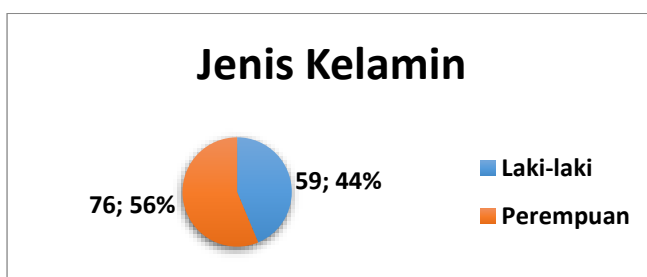 Jenis Kelamin
59; 44%
76; 56%
Laki-laki
Perempuan